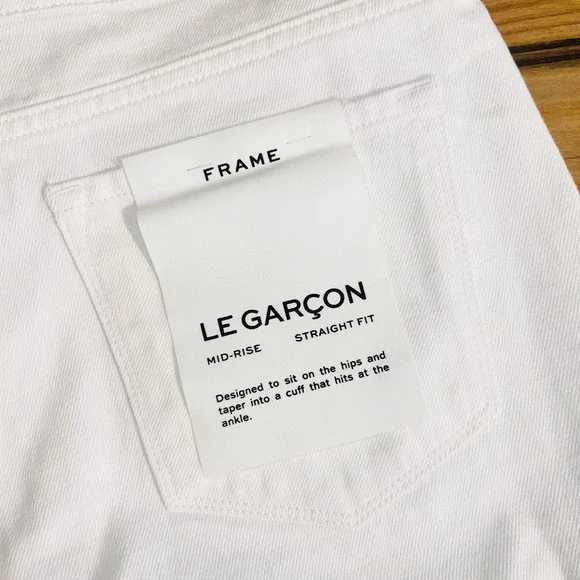 FRAME
LE GARÇON
MID-RISE STRAIGHT FIT
Designed to sit on the hips and
taper into a cuff that hits at the
ankle.